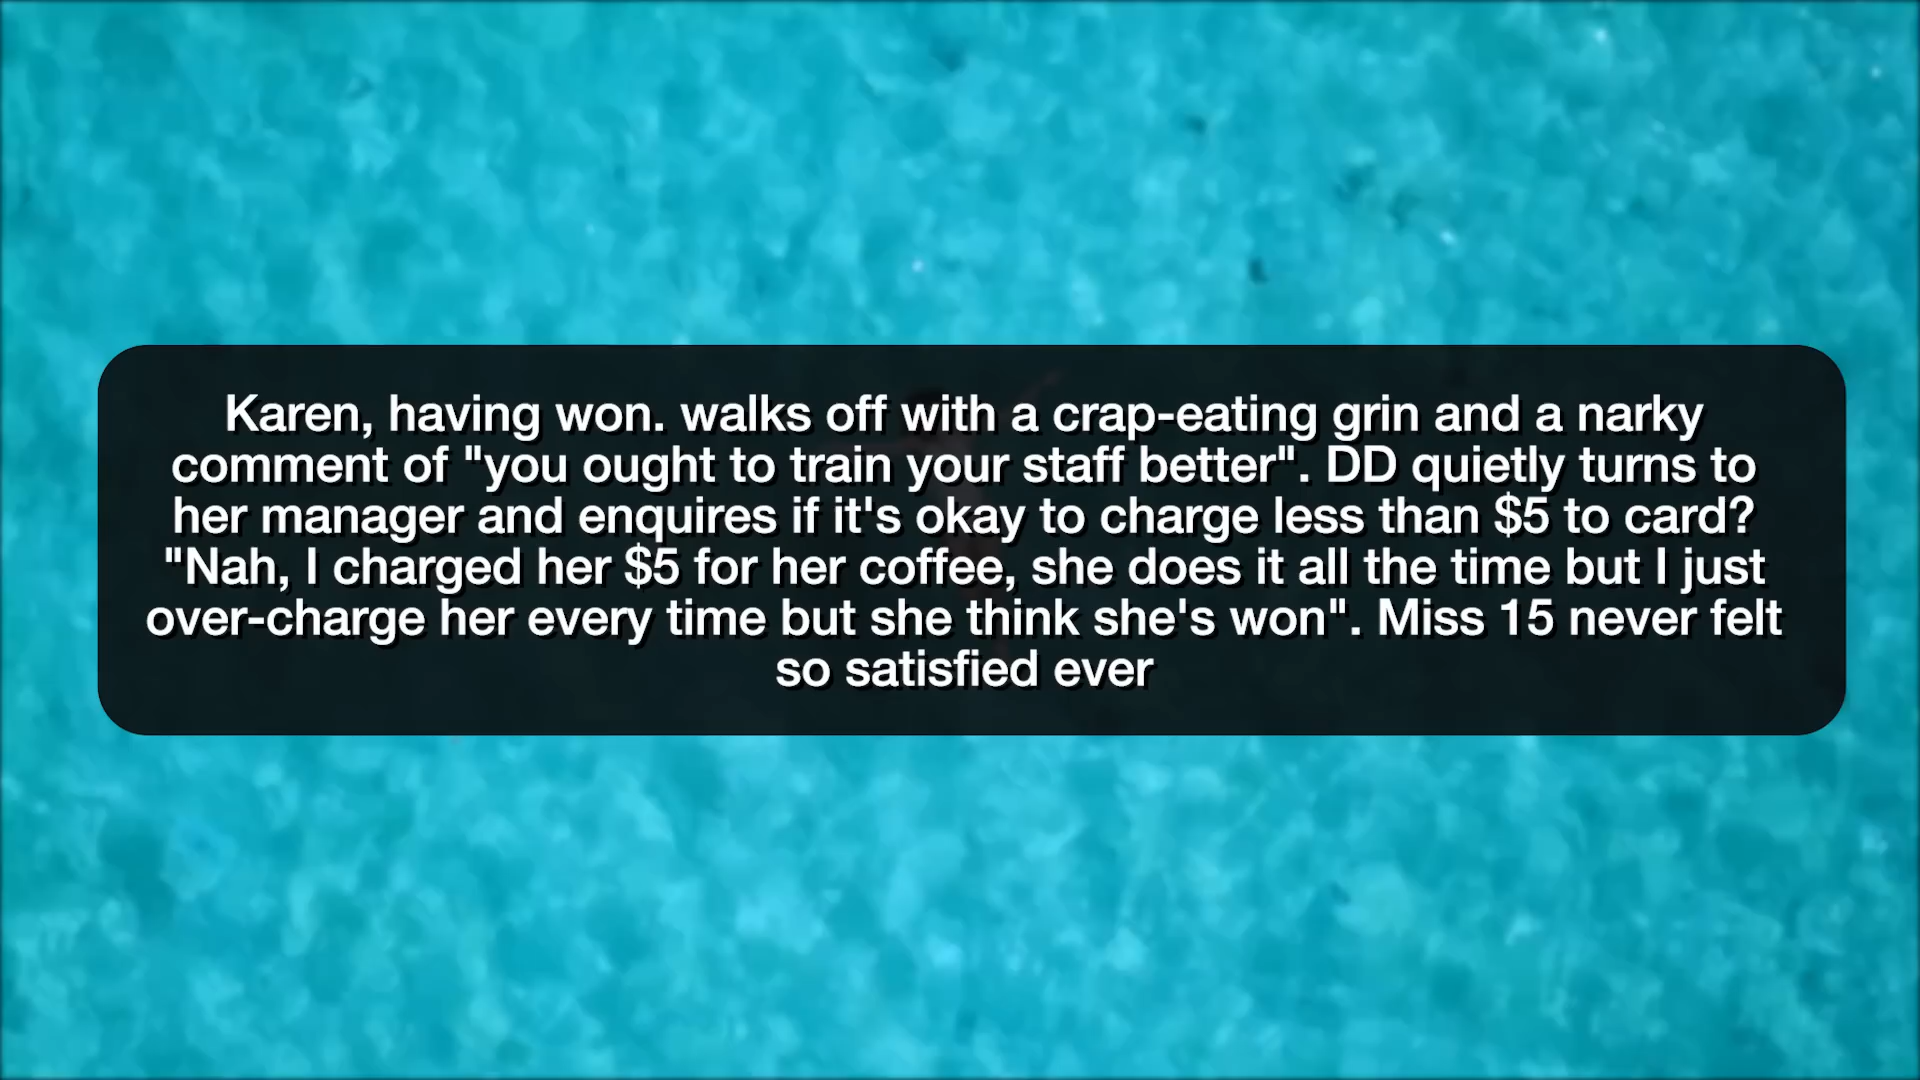 Karen, having won. walks off with a crap-eating grin and a narky
comment of "you ought to train your staff better". DD quietly turns to
her manager and enquires if it's okay to charge less than $5 to card?
"Nah, I charged her $5 for her coffee, she does it all the time but I just
over-charge her every time but she think she's won". Miss 15 never felt
so satisfied ever